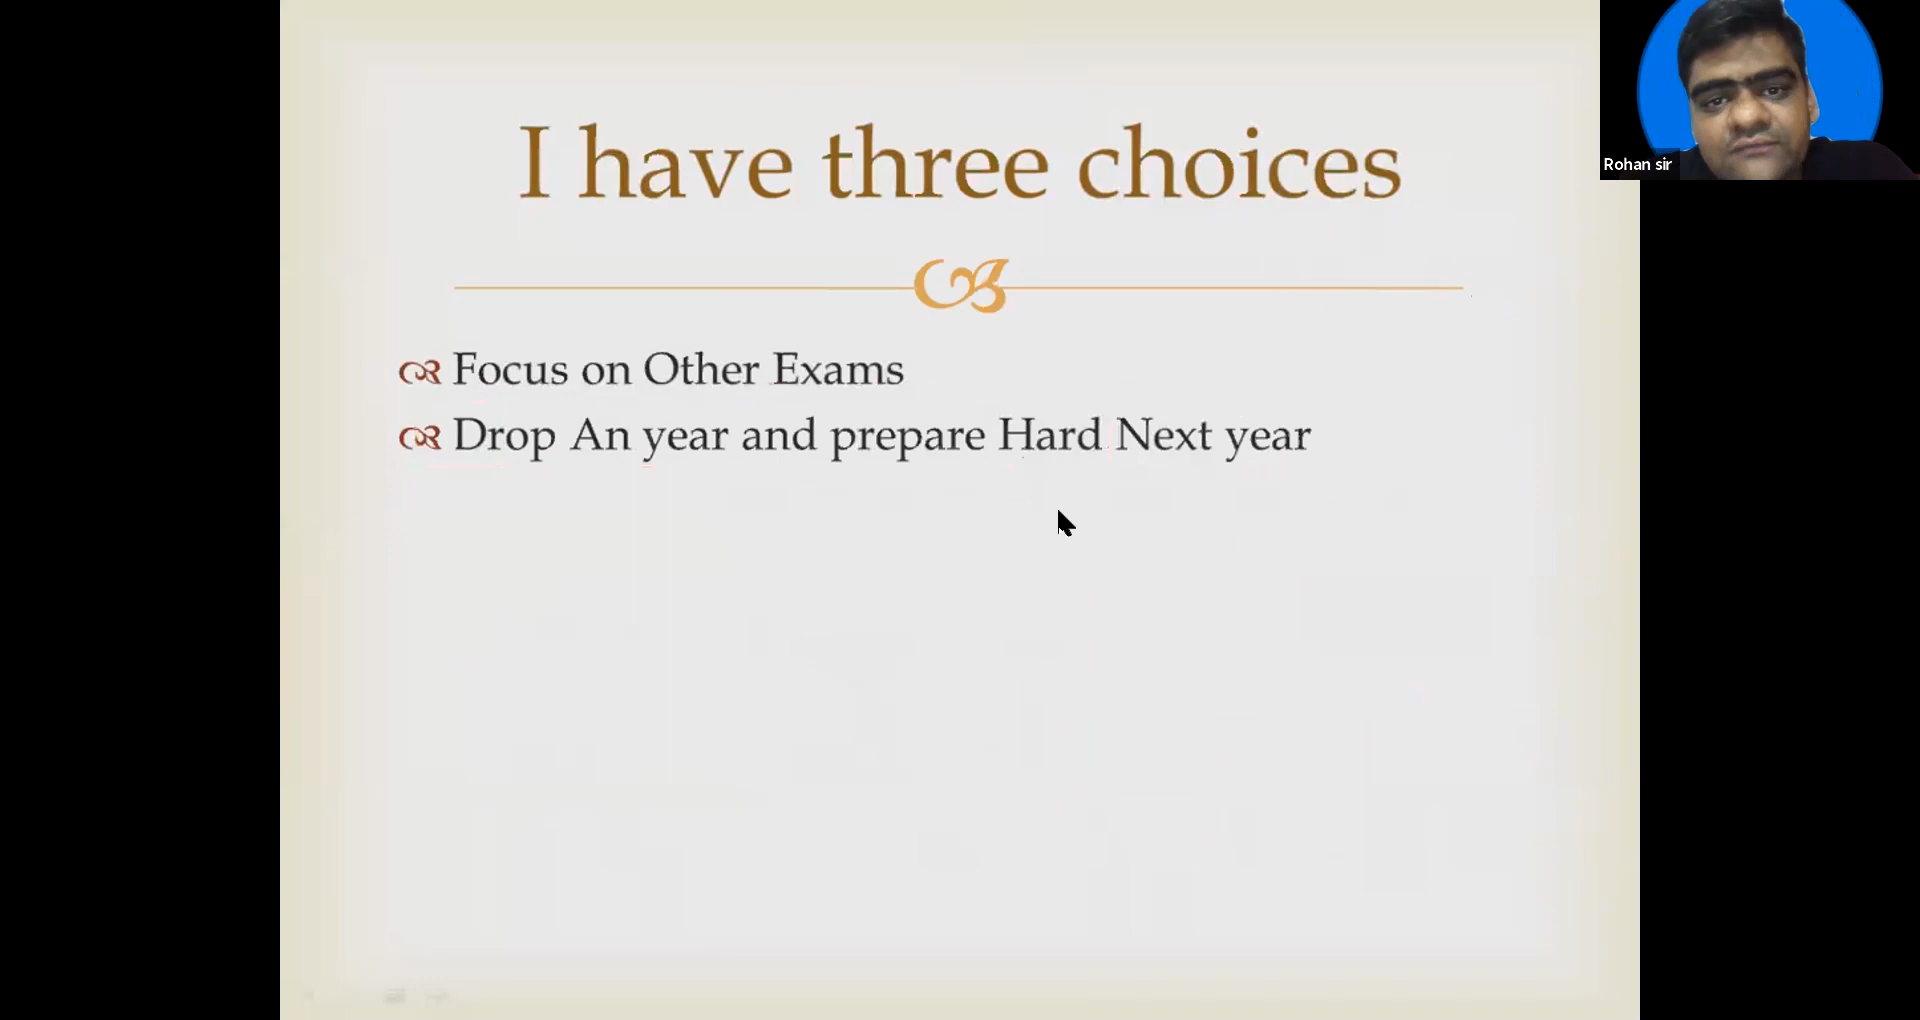 I have three choices
Focus on Other Exams
Drop An year and prepare Hard Next year
Rohan sir